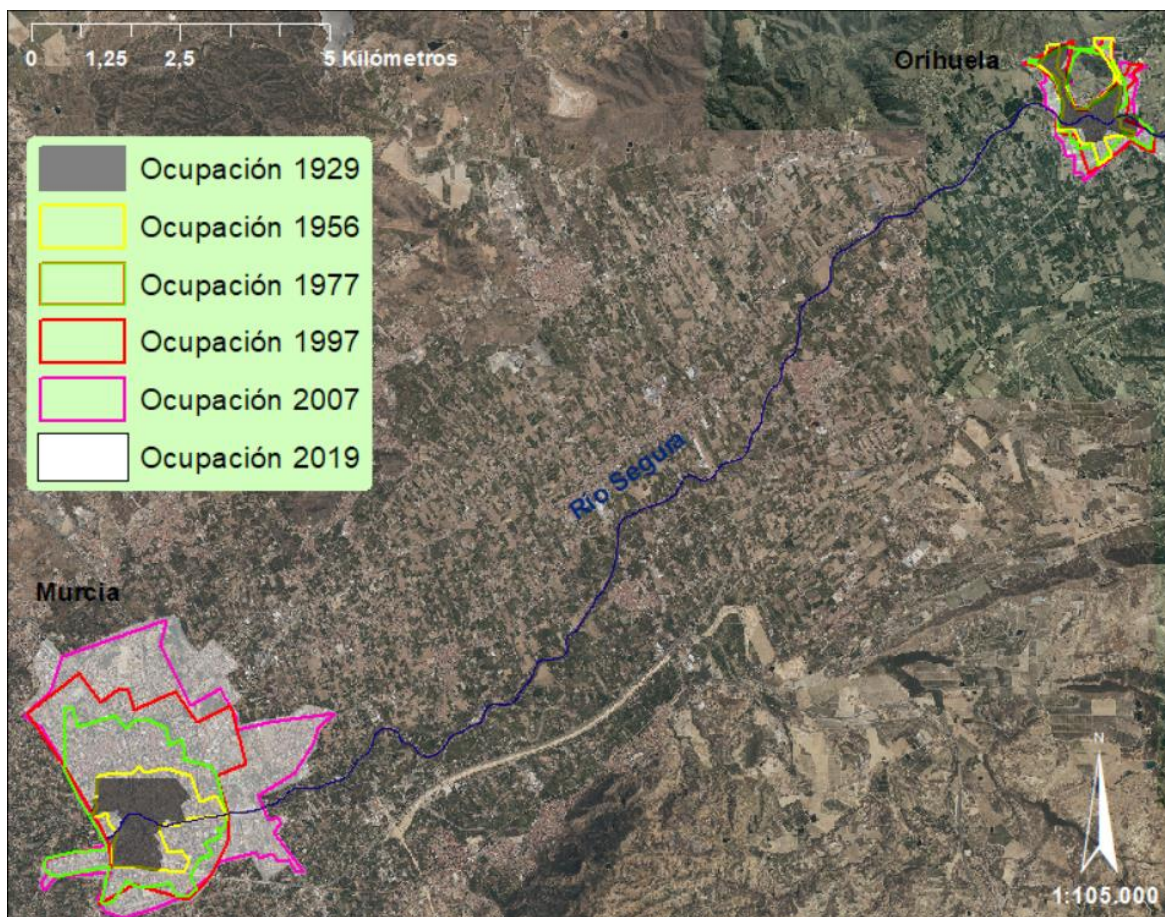 0 1,25 2,5 5 Kilómetros
Orihuela
Ocupación 1929
Ocupación 1956
Ocupación 1977
Ocupación 1997
Ocupación 2007
Ocupación 2019
Río Segura
Murcia
N
1:105.000